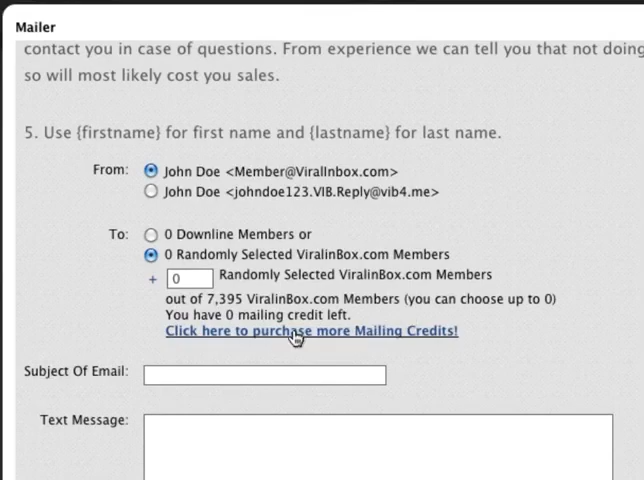 Mailer
contact you in case of questions. From experience we can tell you that not doing
so will most likely cost you sales.
5. Use {firstname} for first name and {lastname} for last name.
From: John Doe <Member@ViralInbox.com>
John Doe <johndoe123.VIB.Reply@vib4.me>
To: 0 Downline Members or
0 Randomly Selected ViralinBox.com Members
+ 0 Randomly Selected ViralinBox.com Members
out of 7,395 ViralinBox.com Members (you can choose up to 0)
You have 0 mailing credit left.
Click here to purchase more Mailing Credits!
Subject Of Email:
Text Message: